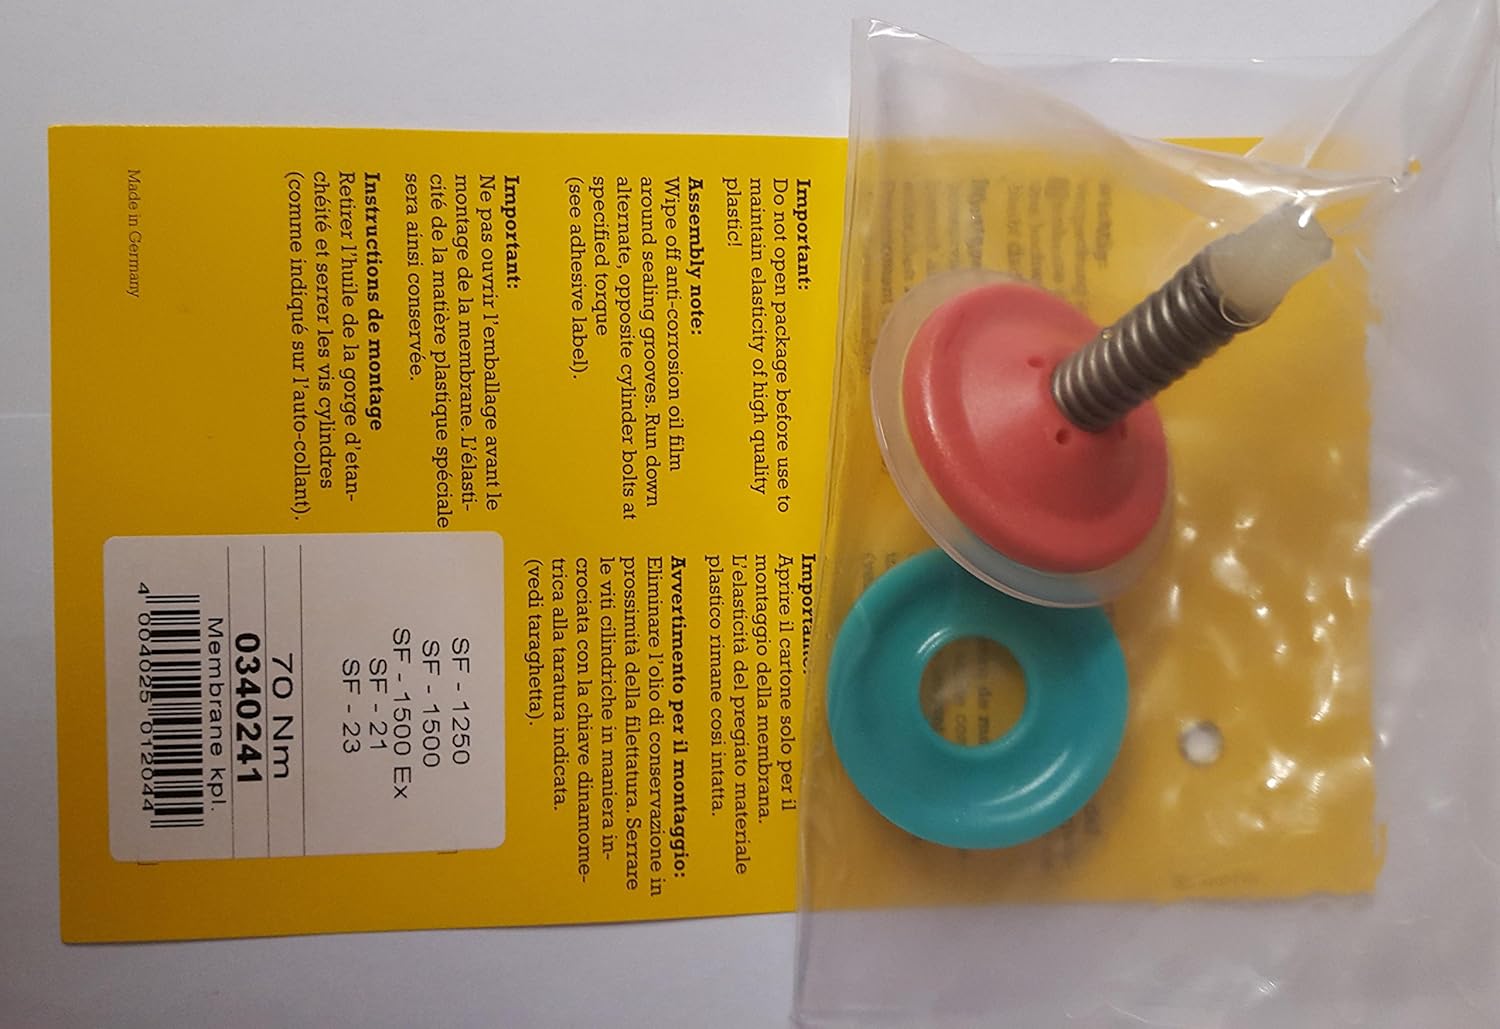 Important:
Do not open package before use to
maintain elasticity of high quality
plastic!
Assembly note:
Wipe off anti-corrosion oil film
around sealing grooves. Run down
alternate, opposite cylinder bolts at
specified torque
(see adhesive label).
Important:
Ne pas ouvrir l'emballage avant le
montage de la membrane. L'élasti-
cité de la matière plastique spéciale
sera ainsi conservée.
Instructions de montage
Retirer l'huile de la gorge d'etan-
chéité et serrer les vis cylindres
(comme indiqué sur l'auto-collant).
Made in Germany
Importante:
Aprire il cartone solo per il
montaggio della membrana.
L'elasticità del pregiato materiale
plastico rimane cosi intatta.
Avvertimento per il montaggio:
Eliminare l'olio di conservazione in
prossimità della filettatura. Serrare
le viti cilindriche in maniera in-
crociata con la chiave dinamome-
trica alla taratura indicata.
(vedi taraghetta).
SF - 1250
SF - 1500
SF - 1500 Ex
SF - 21
SF - 23
70 Nm
0340241
Membrane kpl.
4 004025 012044